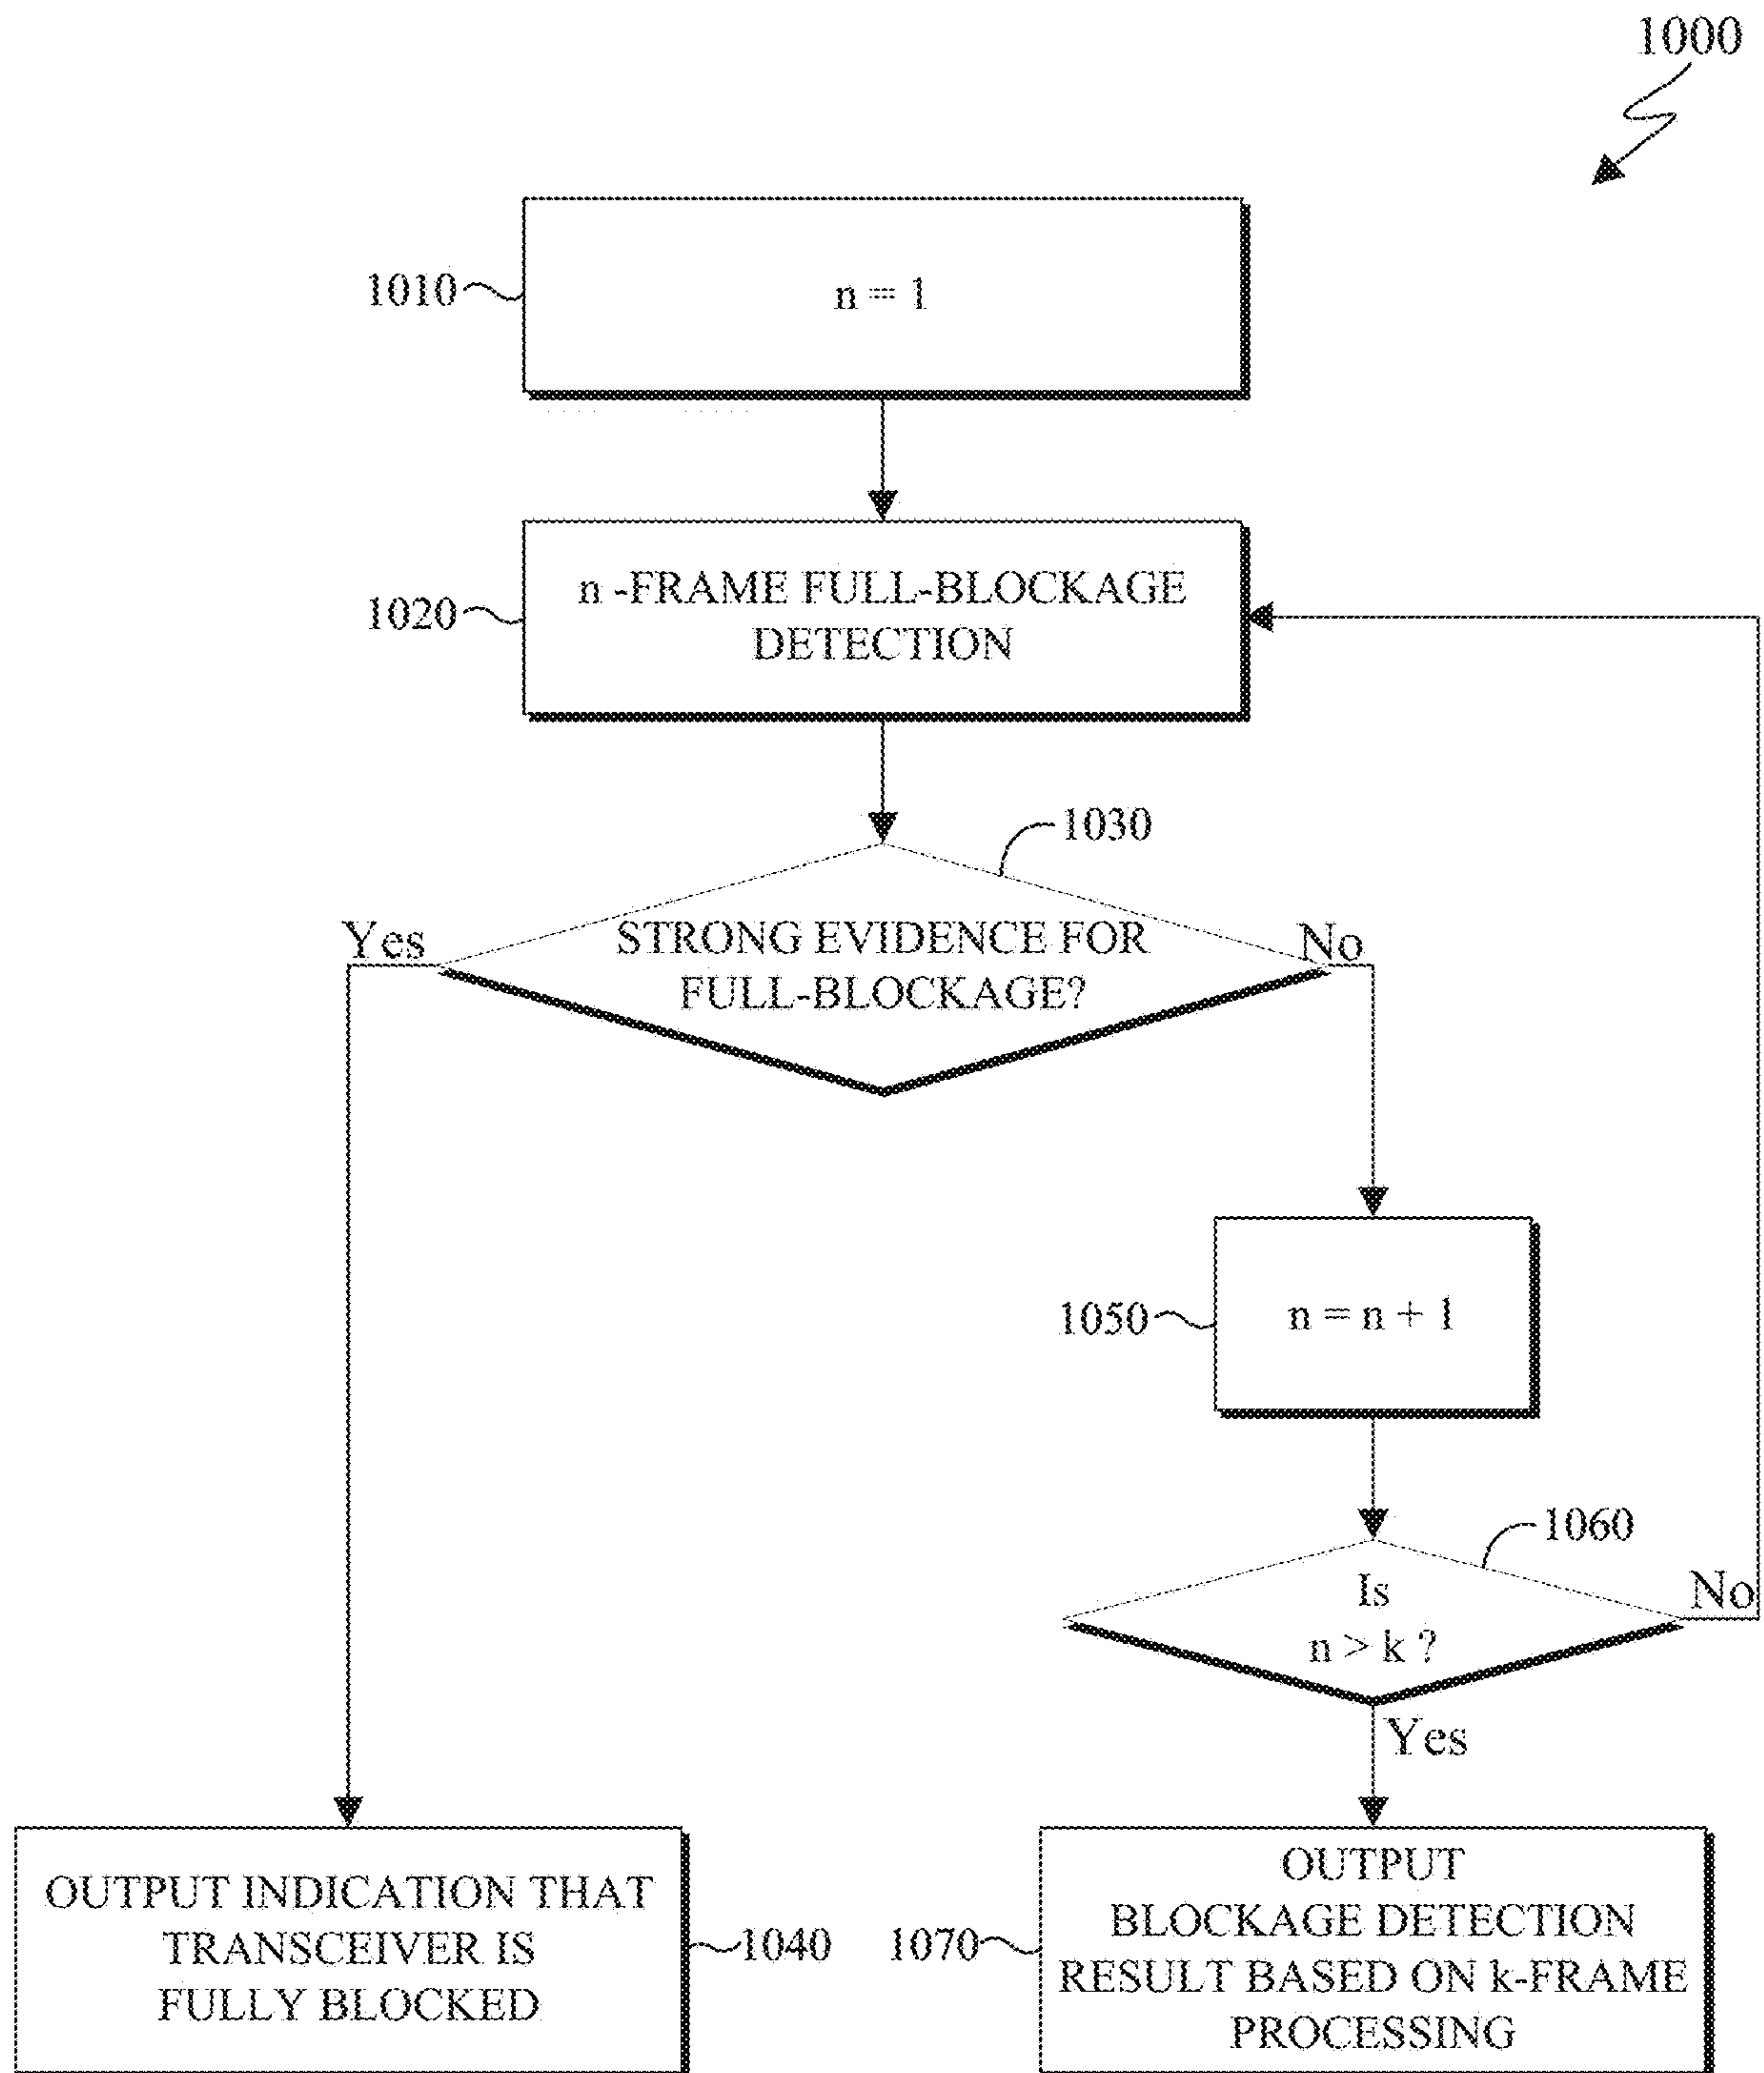 1000
1010
n = 1
n -FRAME FULL-BLOCKAGE
DETECTION
1020
1030
Yes
STRONG EVIDENCE FOR
FULL-BLOCKAGE?
No
1050
n = n + 1
1060
Is
n > k ?
No
Yes
OUTPUT INDICATION THAT
TRANSCEIVER IS
FULLY BLOCKED
1040
1070
OUTPUT
BLOCKAGE DETECTION
RESULT BASED ON k-FRAME
PROCESSING